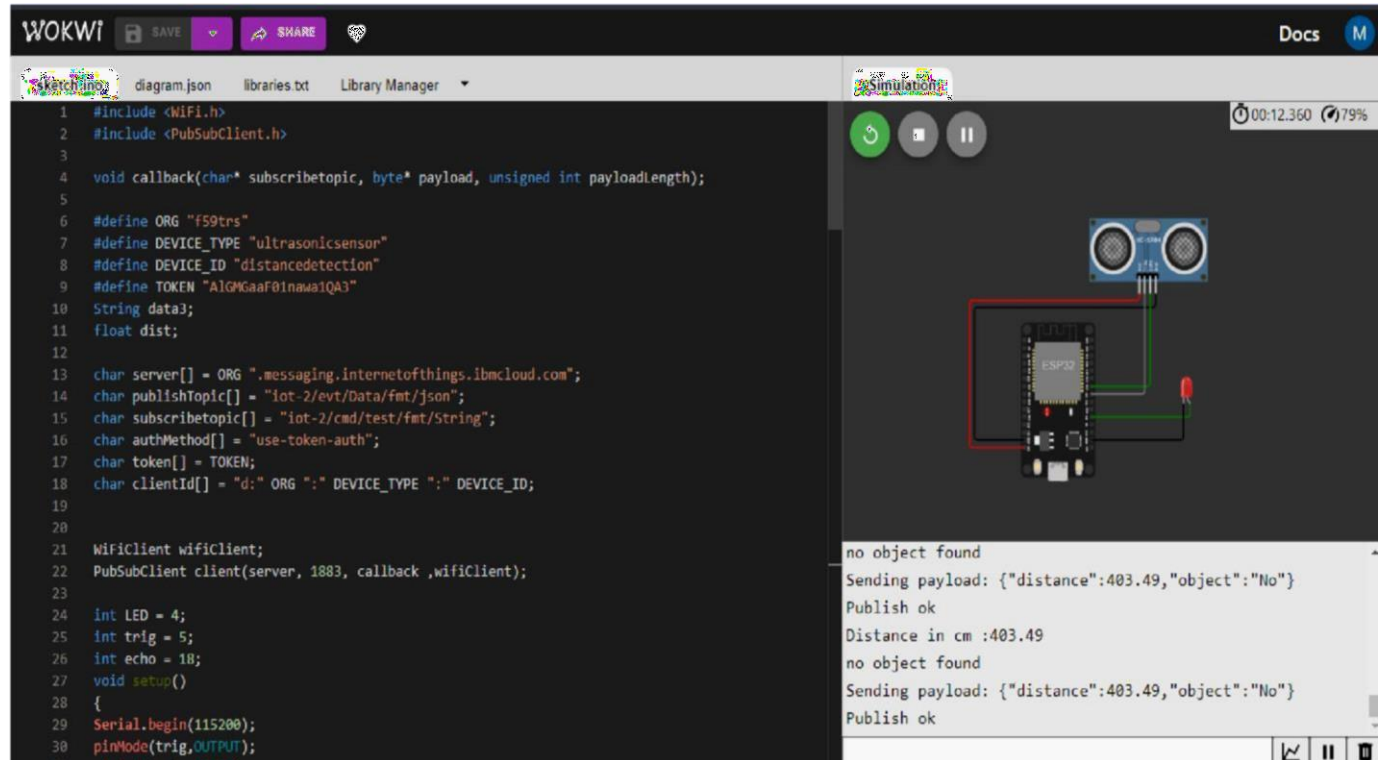 WOKWi SAVE SHARE Docs M
sketch.ino diagram.json libraries.txt Library Manager Simulation
00:12.360 79%
1 #include <WiFi.h>
2 #include <PubSubClient.h>
3
4 void callback(char* subscribetopic, byte* payload, unsigned int payloadLength);
5
6 #define ORG "f59trs"
7 #define DEVICE_TYPE "ultrasonicsensor"
8 #define DEVICE_ID "distancedetection"
9 #define TOKEN "AlGMGaaF01nawa1QA3"
10 String data3;
11 float dist;
12
13 char server[] = ORG ".messaging.internetofthings.ibmcloud.com";
14 char publishTopic[] = "iot-2/evt/Data/fmt/json";
15 char subscribetopic[] = "iot-2/cmd/test/fmt/String";
16 char authMethod[] = "use-token-auth";
17 char token[] = TOKEN;
18 char clientId[] = "d:" ORG ":" DEVICE_TYPE ":" DEVICE_ID;
19
20
21 WiFiClient wifiClient;
22 PubSubClient client(server, 1883, callback ,wifiClient);
23
24 int LED = 4;
25 int trig = 5;
26 int echo = 18;
27 void setup()
28 {
29 Serial.begin(115200);
30 pinMode(trig,OUTPUT);
ESP32
no object found
Sending payload: {"distance":403.49,"object":"No"}
Publish ok
Distance in cm :403.49
no object found
Sending payload: {"distance":403.49,"object":"No"}
Publish ok